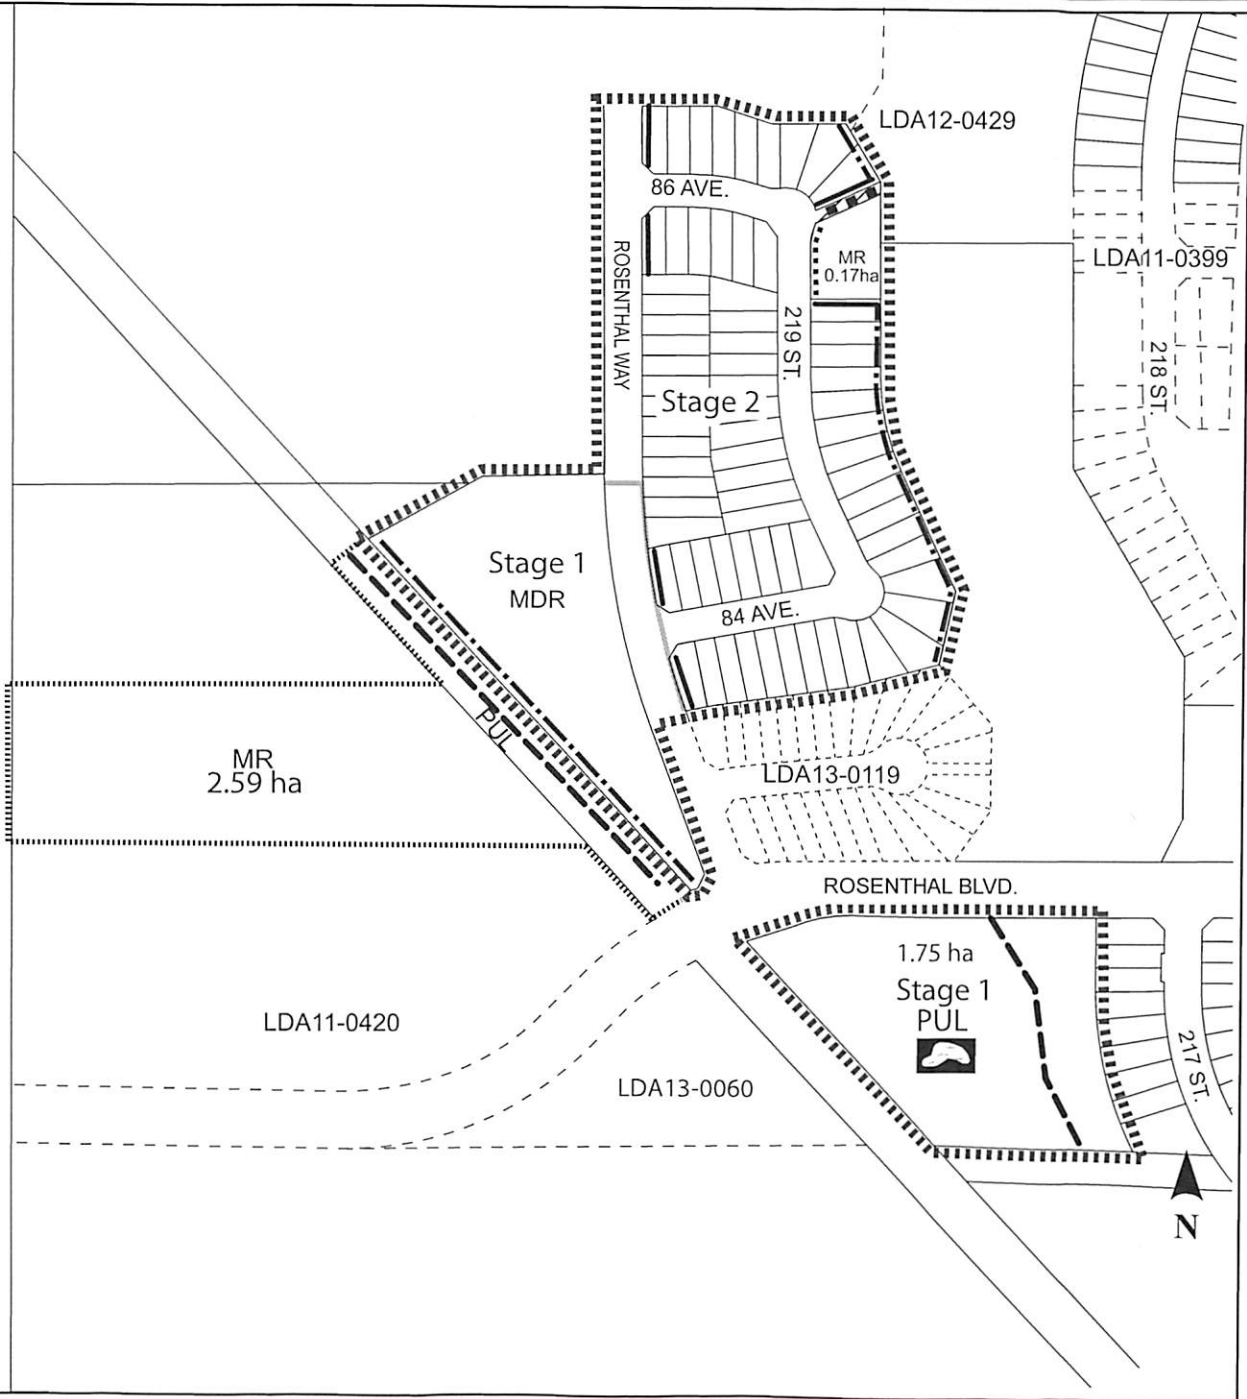 LDA12-0429
86 AVE.
ROSENTHAL WAY
MR
0.17ha
LDA11-0399
219 ST.
218 ST.
Stage 2
Stage 1
MDR
84 AVE.
PUL
MR
2.59 ha
LDA13-0119
ROSENTHAL BLVD.
1.75 ha
Stage 1
PUL
LDA11-0420
LDA13-0060
217 ST.
N